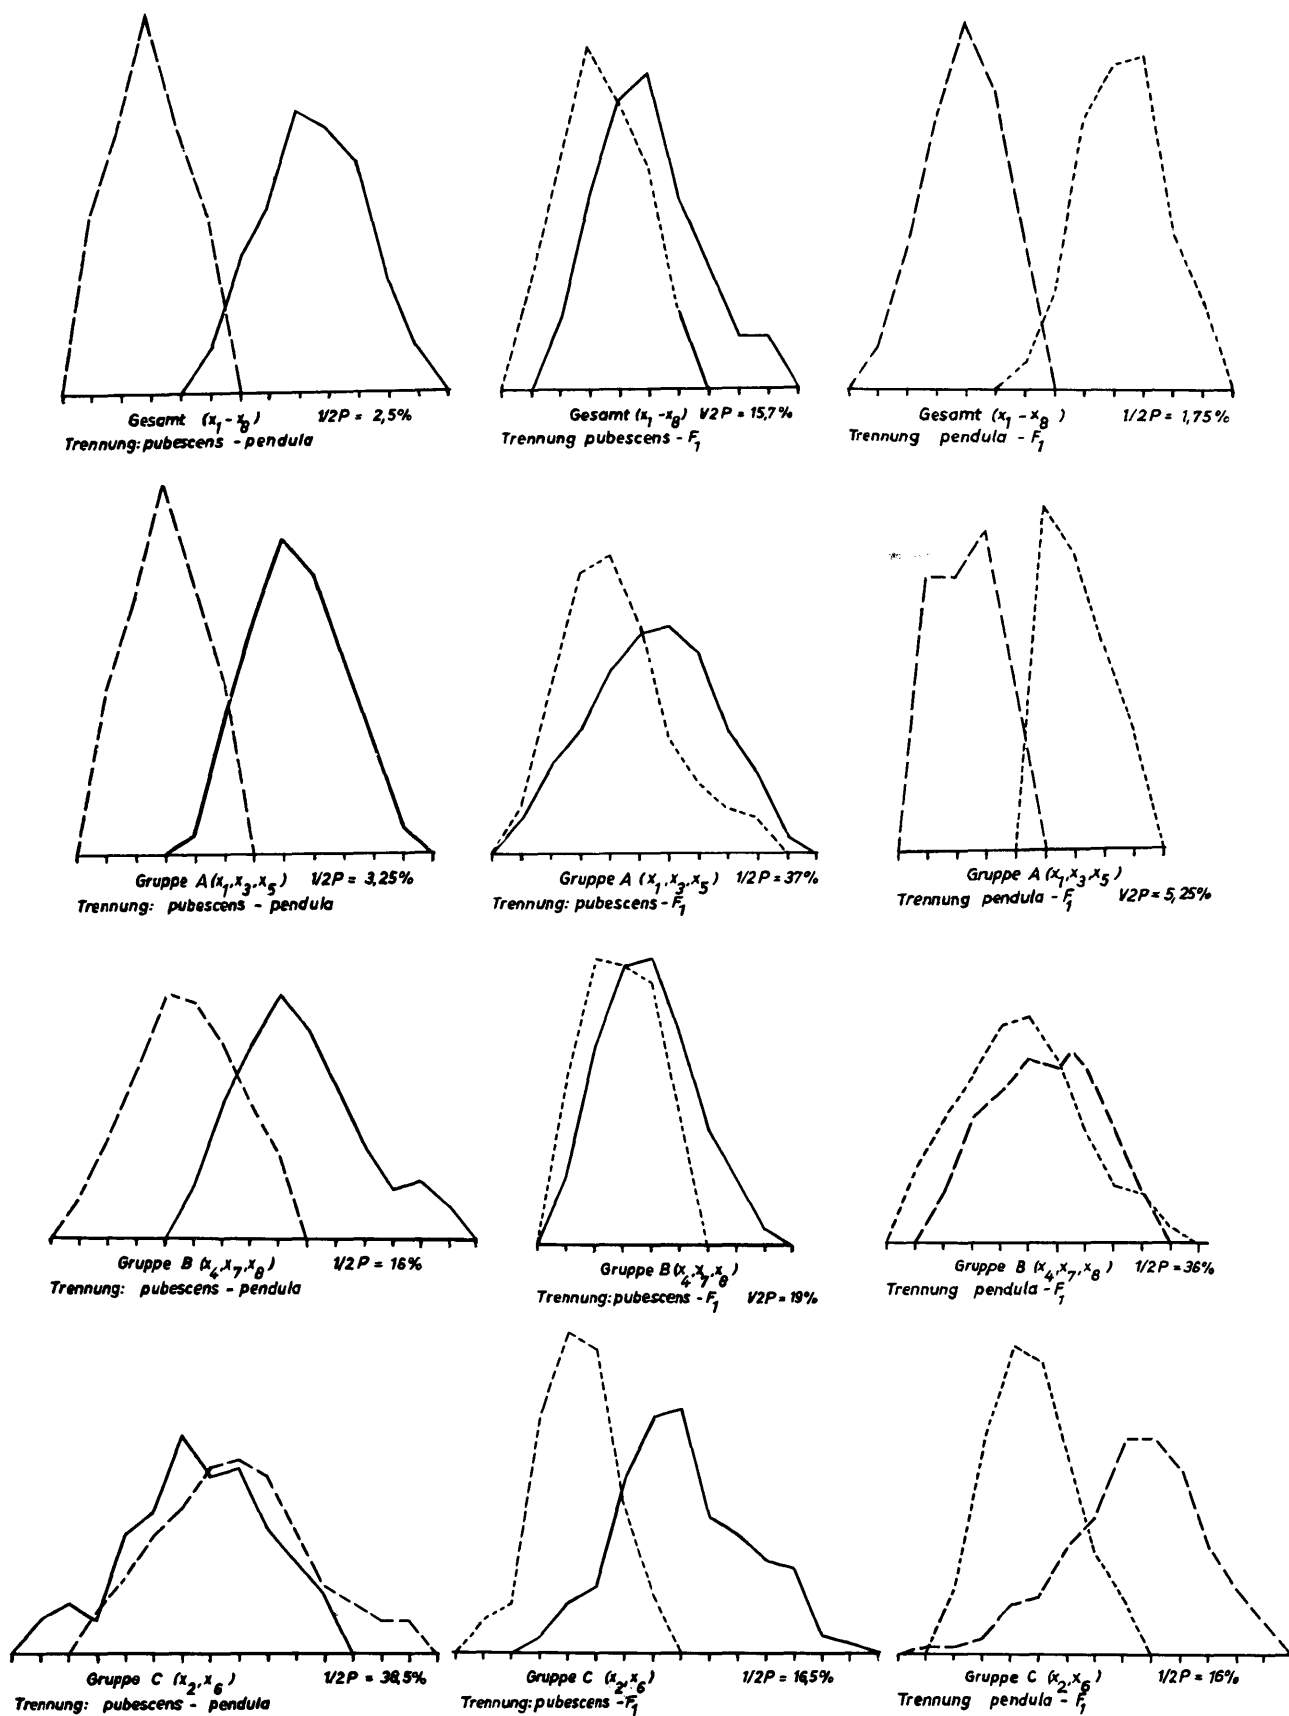 Gesamt (x₁-x₈) 1/2P = 2,5%
Trennung: pubescens - pendula
Gesamt (x₁-x₈) 1/2P = 15,7%
Trennung: pubescens - F₁
Gesamt (x₁-x₈) 1/2P = 1,75%
Trennung pendula - F₁
Gruppe A (x₁,x₃,x₅) 1/2P = 3,25%
Trennung: pubescens - pendula
Gruppe A (x₁,x₃,x₅) 1/2P = 37%
Trennung: pubescens - F₁
Gruppe A (x₁,x₃,x₅)
Trennung pendula - F₁ 1/2P = 5,25%
Gruppe B (x₄,x₇,x₈) 1/2P = 16%
Trennung: pubescens - pendula
Gruppe B (x₄,x₇,x₈)
Trennung: pubescens - F₁ 1/2P = 19%
Gruppe B (x₄,x₇,x₈) 1/2P = 36%
Trennung pendula - F₁
Gruppe C (x₂,x₆) 1/2P = 38,5%
Trennung: pubescens - pendula
Gruppe C (x₂,x₆) 1/2P = 16,5%
Trennung: pubescens - F₁
Gruppe C (x₂,x₆) 1/2P = 16%
Trennung pendula - F₁